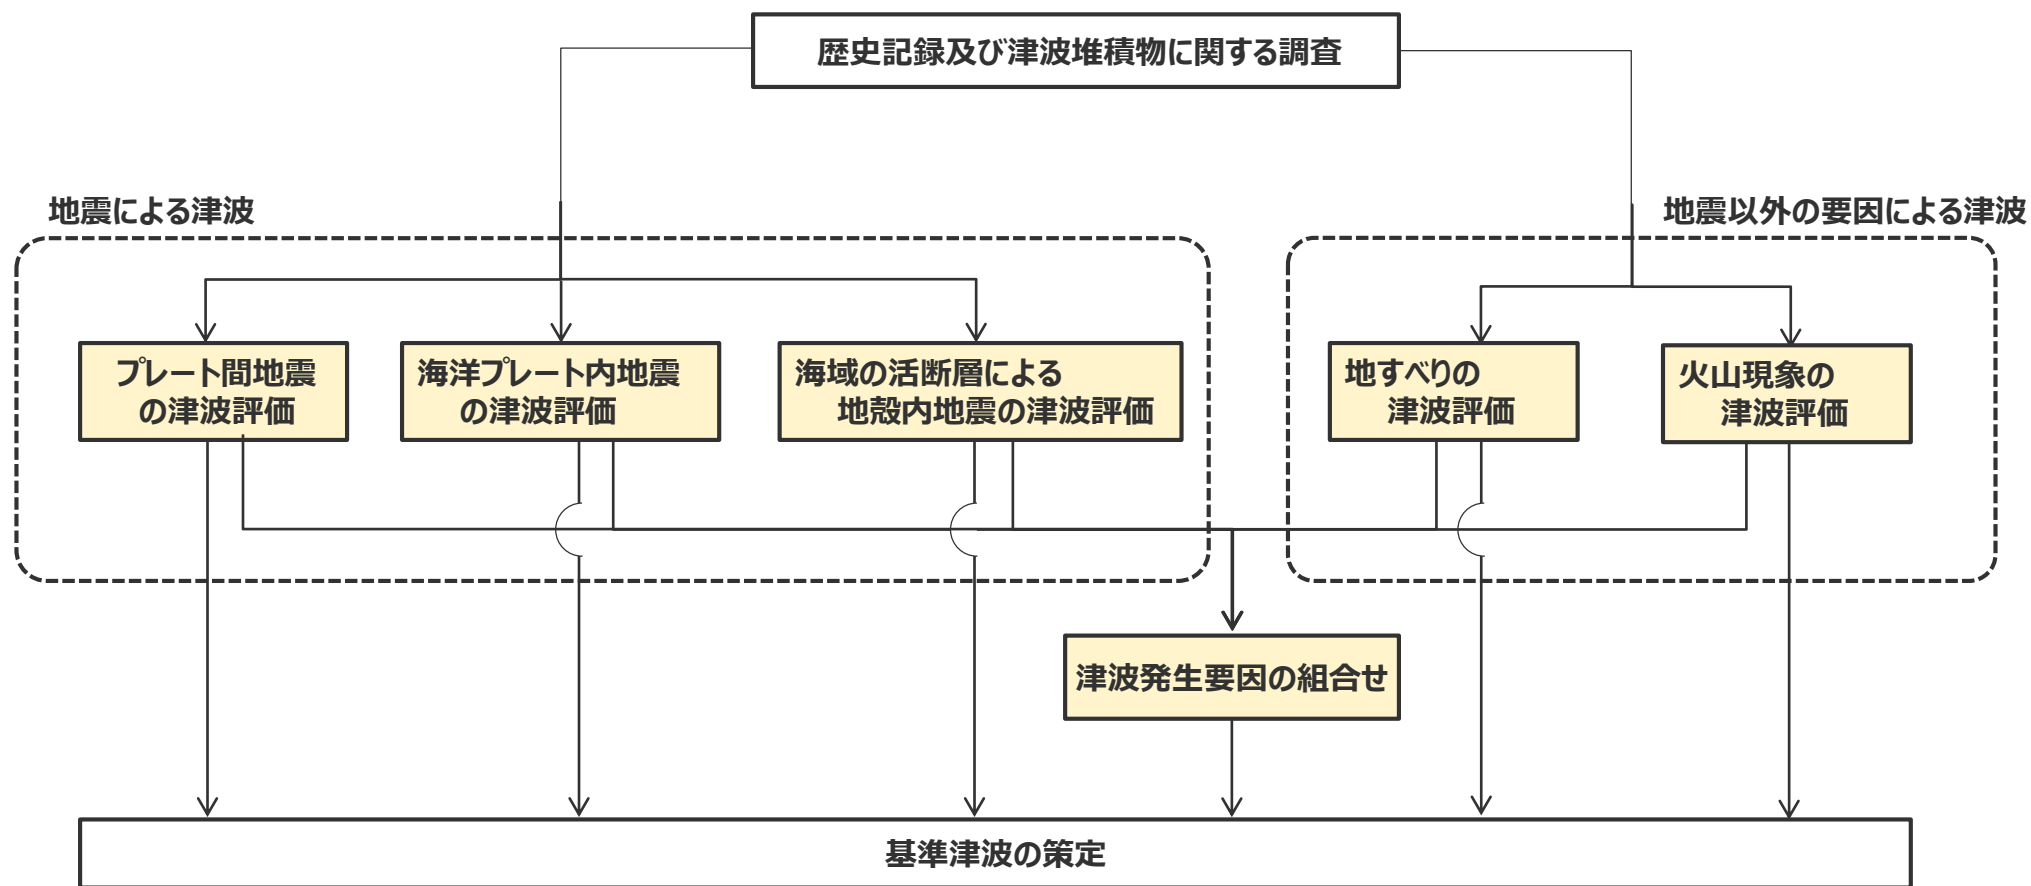 歴史記録及び津波堆積物に関する調査
地震による津波
地震以外の要因による津波
プレート間地震
の津波評価
海洋プレート内地震
の津波評価
海域の活断層による
地殻内地震の津波評価
地すべりの
津波評価
火山現象の
津波評価
津波発生要因の組合せ
基準津波の策定